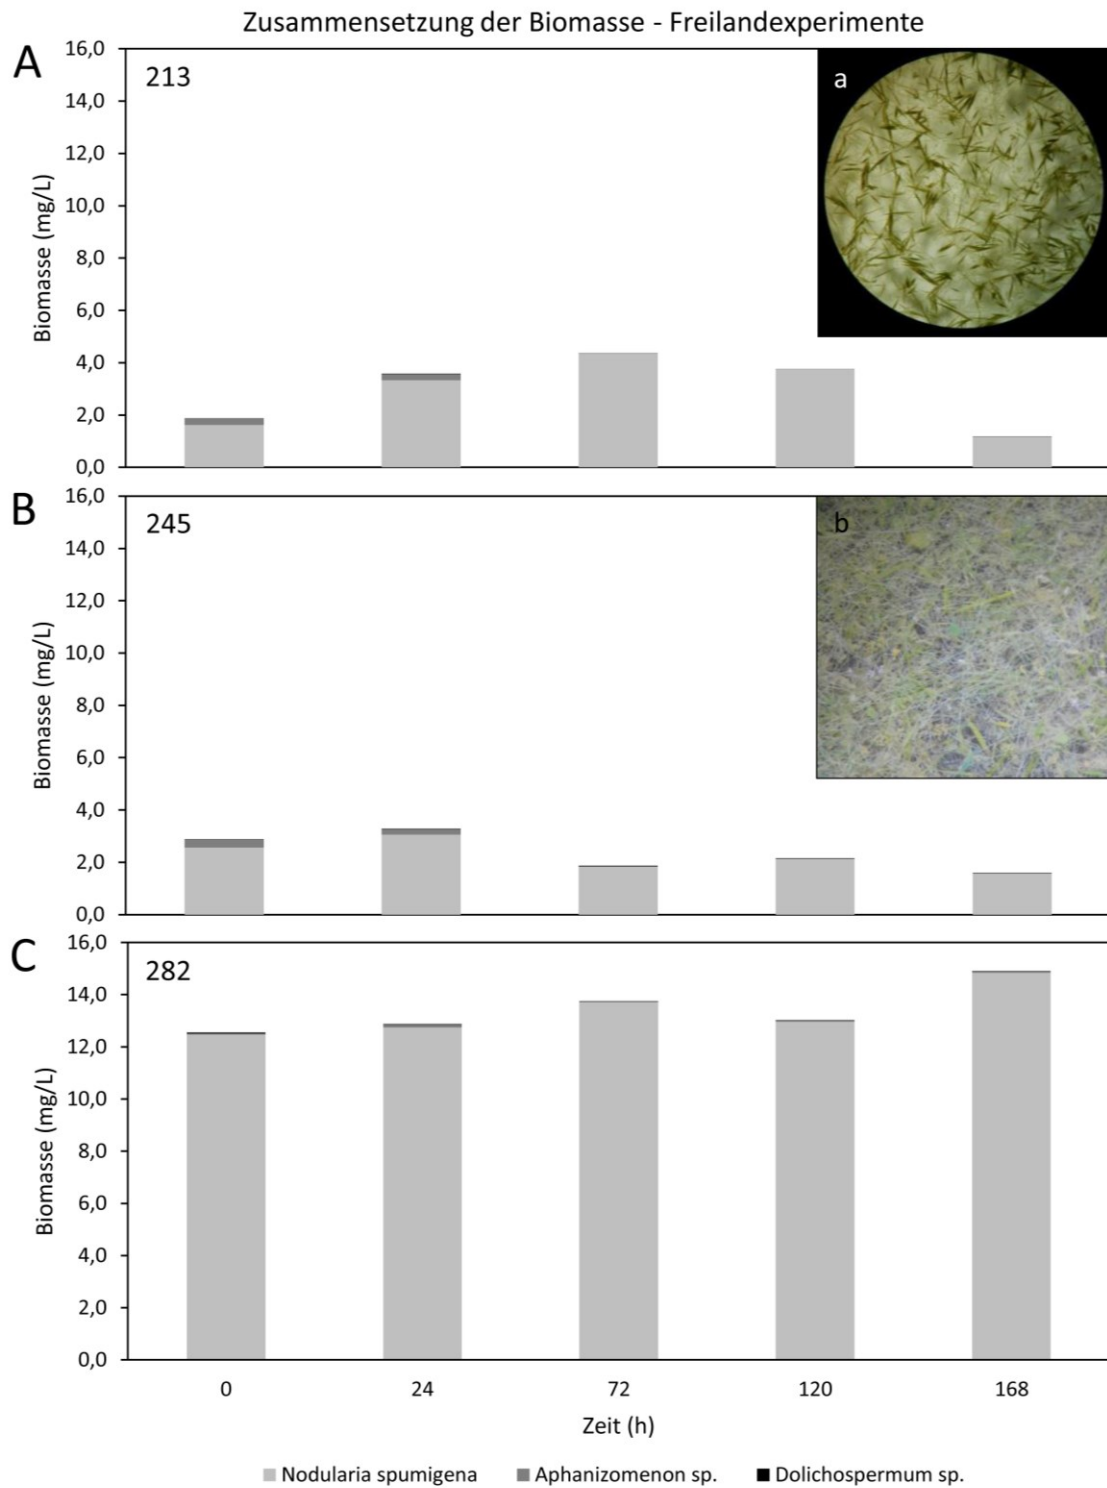 Zusammensetzung der Biomasse - Freilandexperimente
A
213
a
Biomasse (mg/L)
16,0
14,0
12,0
10,0
8,0
6,0
4,0
2,0
0,0
B
245
b
Biomasse (mg/L)
16,0
14,0
12,0
10,0
8,0
6,0
4,0
2,0
0,0
C
282
Biomasse (mg/L)
16,0
14,0
12,0
10,0
8,0
6,0
4,0
2,0
0,0
0 24 72 120 168
Zeit (h)
Nodularia spumigena Aphanizomenon sp. Dolichospermum sp.